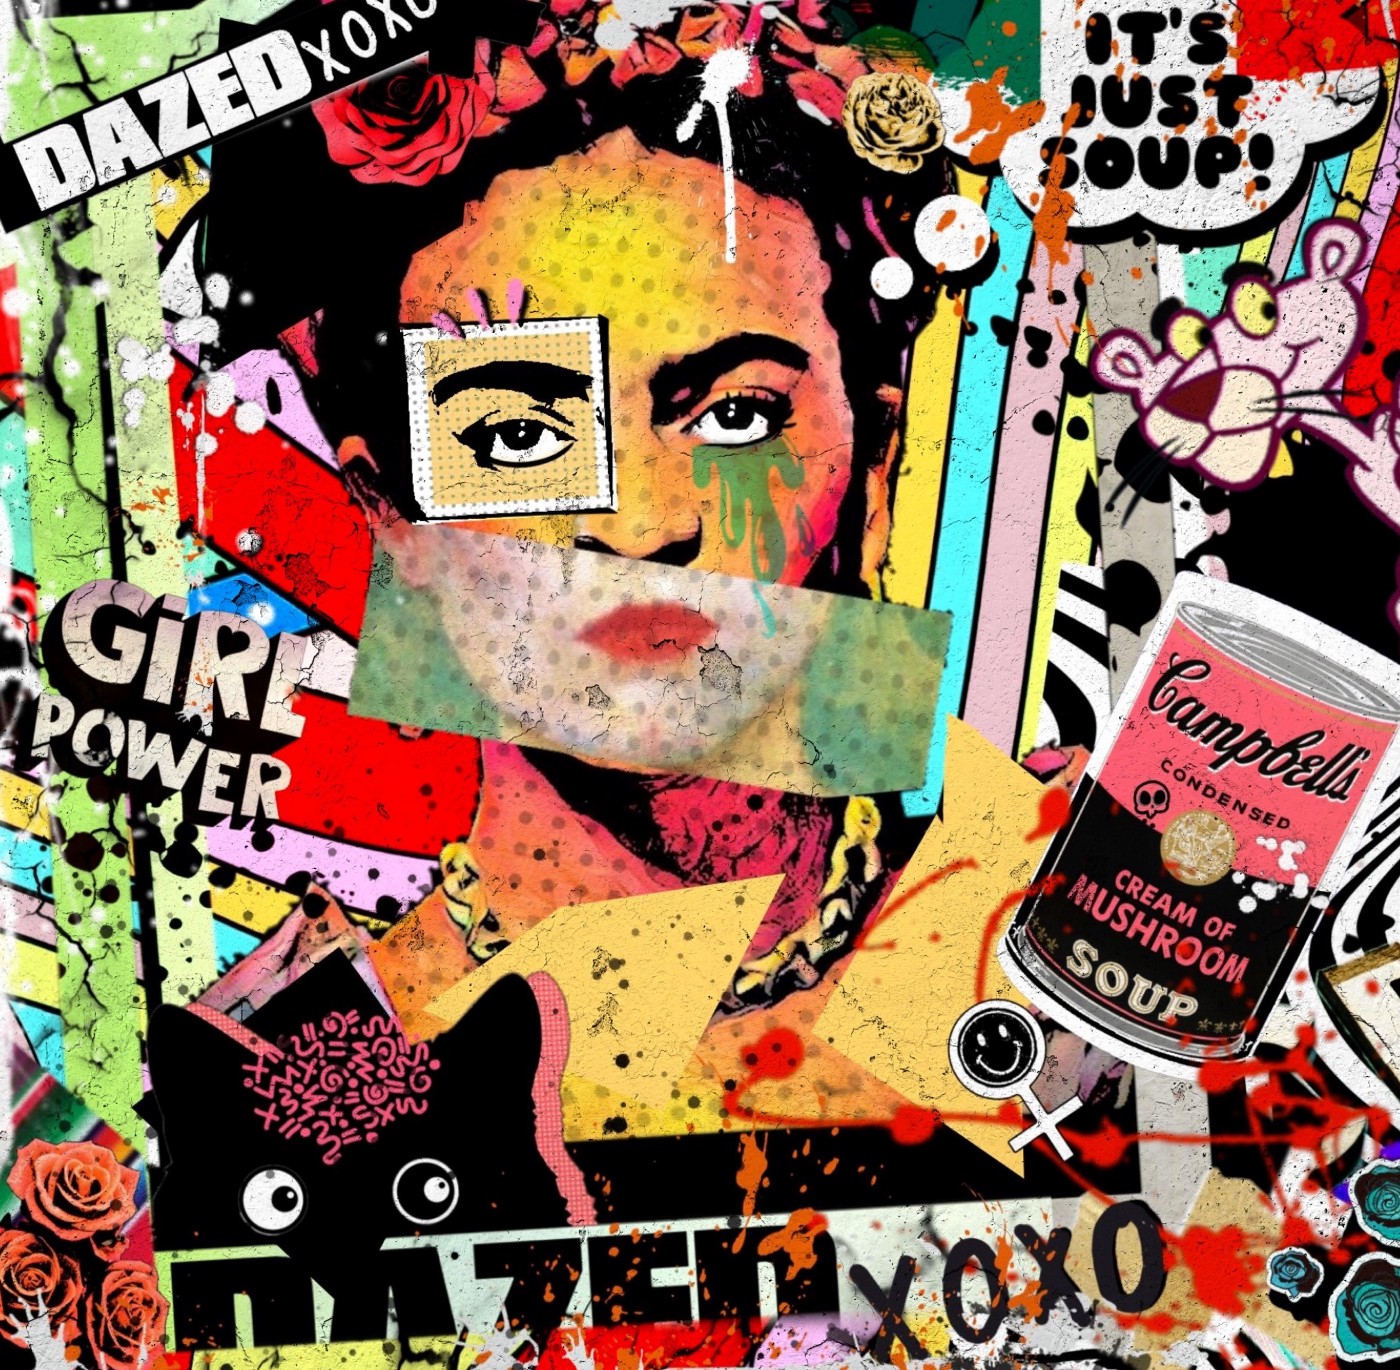 DAZED XOXO
IT'S
JUST
SOUP!
GiRL
POWER
Campbell's
CONDENSED
CREAM OF
MUSHROOM
SOUP
DAZED XOXO